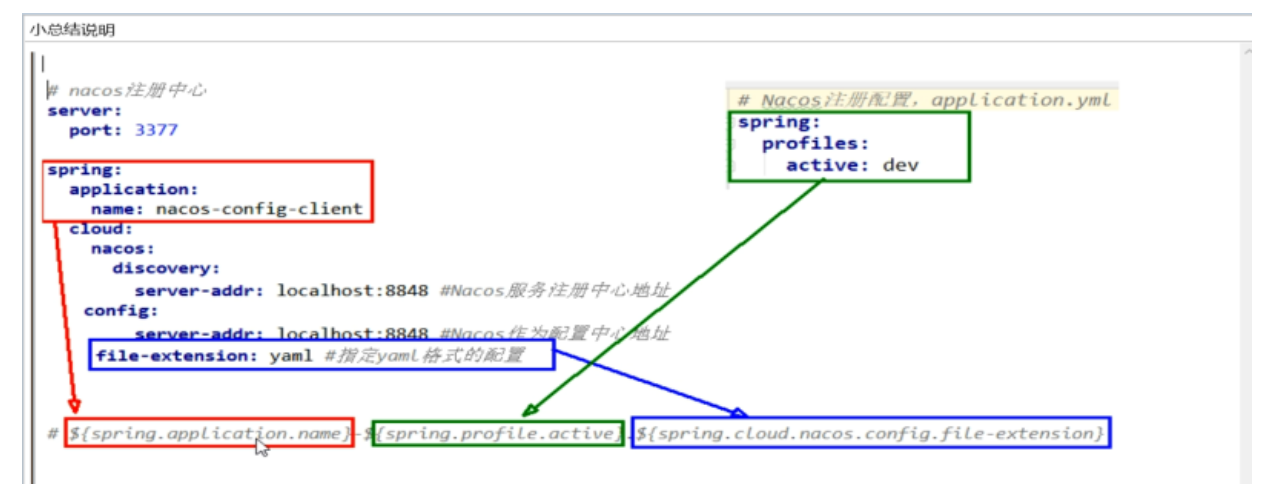 小总结说明
# nacos注册中心
server:
  port: 3377
spring:
  application:
    name: nacos-config-client
  cloud:
    nacos:
      discovery:
        server-addr: localhost:8848 #Nacos服务注册中心地址
   config:
        server-addr: localhost:8848 #Nacos作为配置中心地址
    file-extension: yaml #指定yaml格式的配置
# ${spring.application.name}-${spring.profile.active}.${spring.cloud.nacos.config.file-extension}
# Nacos注册配置，application.yml
spring:
  profiles:
    active: dev